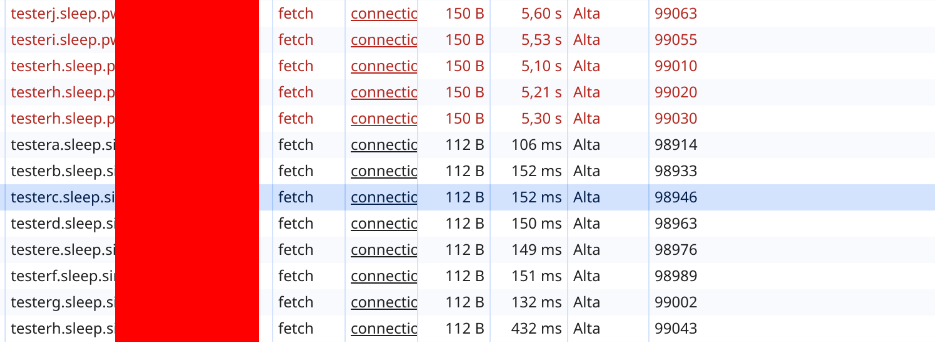 testerj.sleep.pw fetch connectio 150 B 5,60 s Alta 99063
testeri.sleep.pw fetch connectio 150 B 5,53 s Alta 99055
testerh.sleep.p fetch connectio 150 B 5,10 s Alta 99010
testerh.sleep.p fetch connectio 150 B 5,21 s Alta 99020
testerh.sleep.p fetch connectio 150 B 5,30 s Alta 99030
testera.sleep.si fetch connectio 112 B 106 ms Alta 98914
testerb.sleep.si fetch connectio 112 B 152 ms Alta 98933
testerc.sleep.si fetch connectio 112 B 152 ms Alta 98946
testerd.sleep.si fetch connectio 112 B 150 ms Alta 98963
testere.sleep.si fetch connectio 112 B 149 ms Alta 98976
testerf.sleep.sin fetch connectio 112 B 151 ms Alta 98989
testerg.sleep.si fetch connectio 112 B 132 ms Alta 99002
testerh.sleep.si fetch connectio 112 B 432 ms Alta 99043